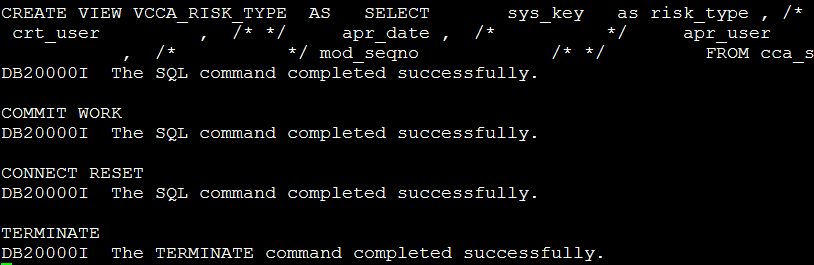 CREATE VIEW VCCA_RISK_TYPE  AS   SELECT       sys_key   as risk_type , /*
 crt_user         ,  /* */     apr_date ,  /*          */     apr_user
           ,  /*          */ mod_seqno            /* */         FROM cca_s
DB20000I  The SQL command completed successfully.

COMMIT WORK
DB20000I  The SQL command completed successfully.

CONNECT RESET
DB20000I  The SQL command completed successfully.

TERMINATE
DB20000I  The TERMINATE command completed successfully.